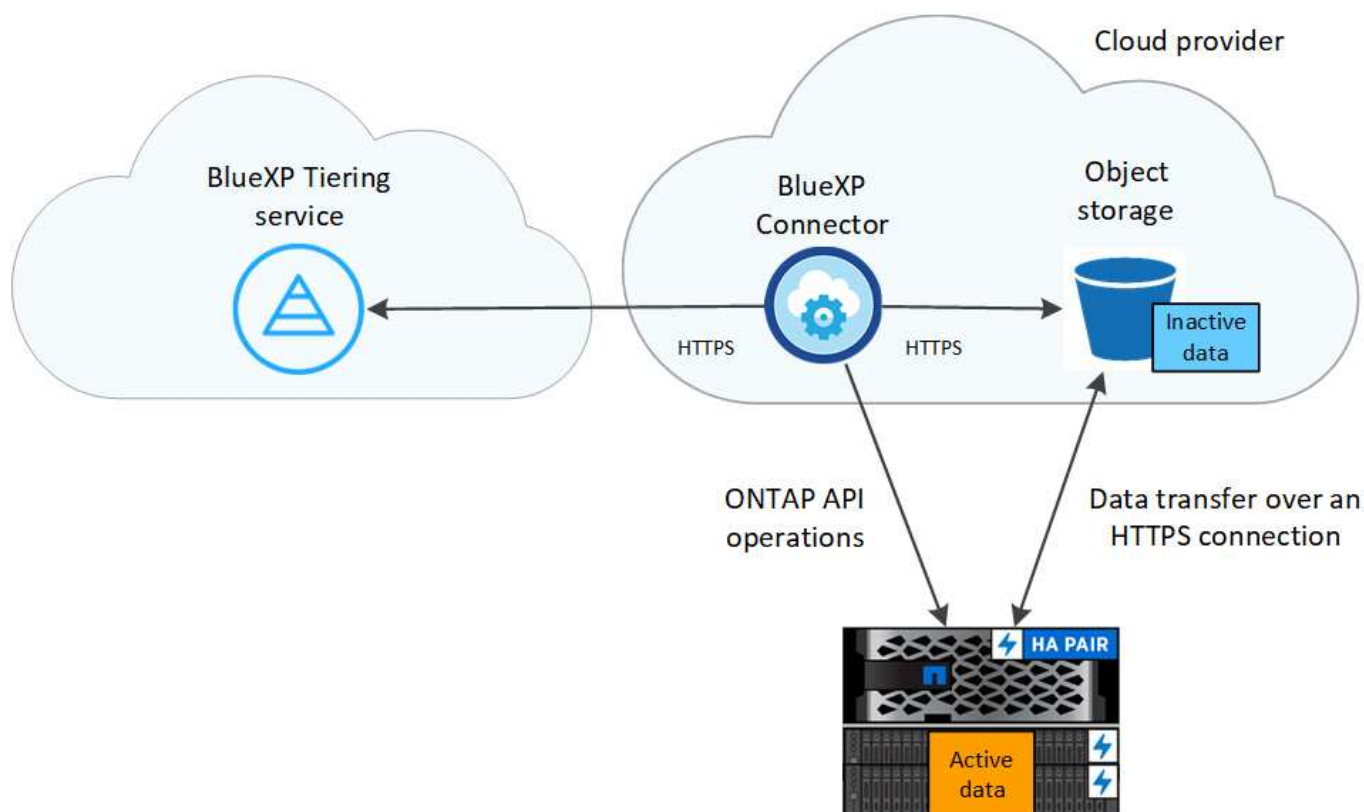 Cloud provider
BlueXP Tiering
service
BlueXP
Connector
Object
storage
Inactive
data
HTTPS
HTTPS
ONTAP API
operations
Data transfer over an
HTTPS connection
HA PAIR
Active
data